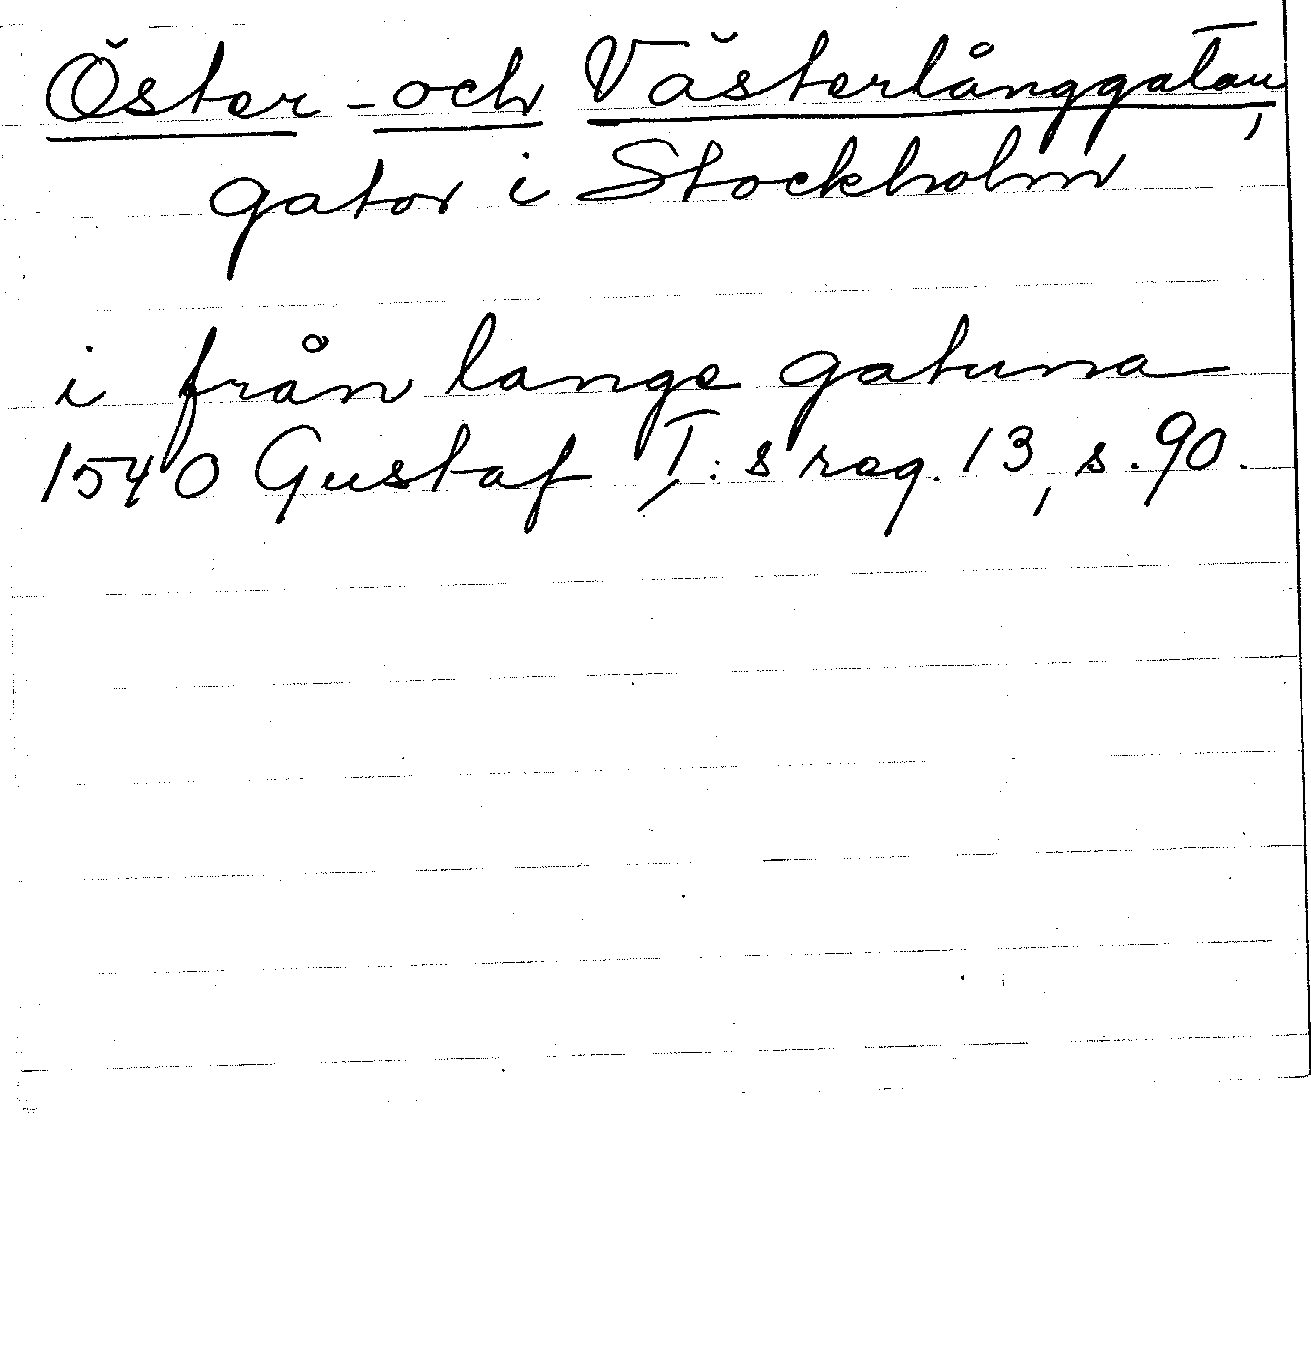 Öster- och Västerlånggatan,
gator i Stockholm
i från lange gatuna
1540 Gustaf I:s reg. 13, s. 90.